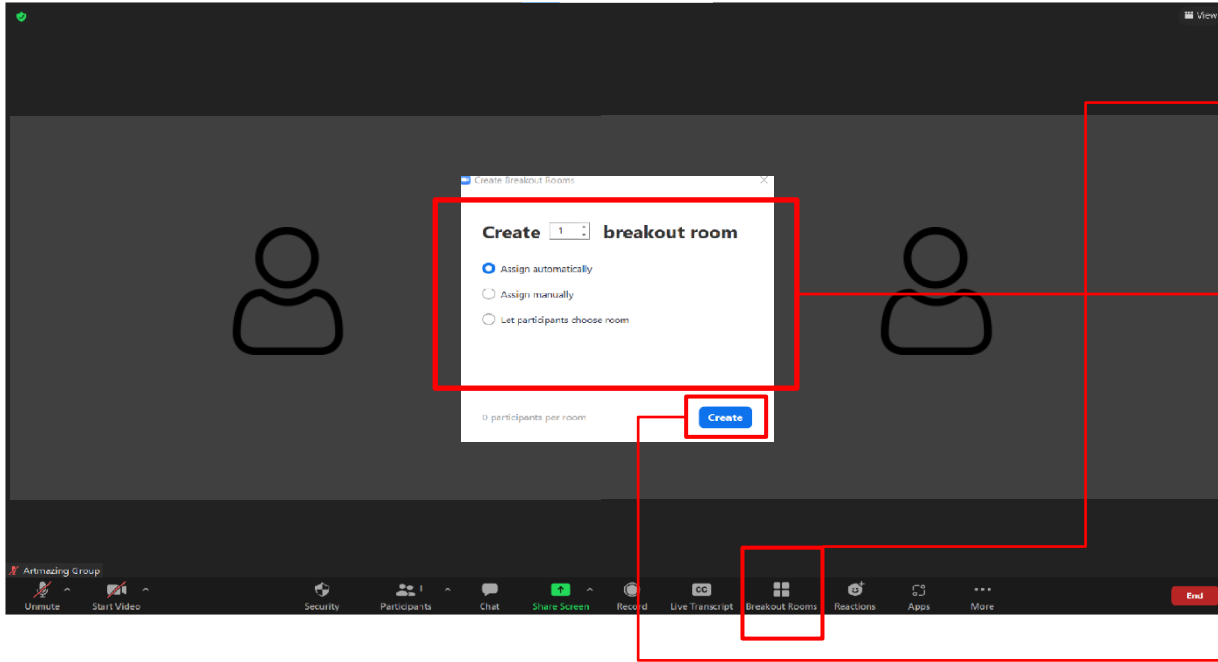 View
Create Breakout Rooms
Create 1 breakout room
Assign automatically
Assign manually
Let participants choose room
0 participants per room
Create
Artmazing Group
Unmute
Start Video
Security
Participants
1
Chat
Share Screen
Record
CC
Live Transcript
Breakout Rooms
Reactions
Apps
More
End